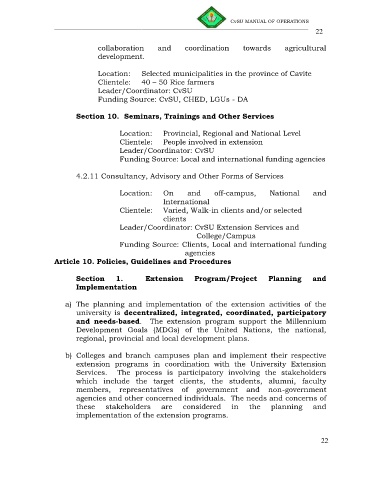 CvSU MANUAL OF OPERATIONS
22
collaboration and coordination towards agricultural
development.
Location: Selected municipalities in the province of Cavite
Clientele: 40 – 50 Rice farmers
Leader/Coordinator: CvSU
Funding Source: CvSU, CHED, LGUs - DA
Section 10. Seminars, Trainings and Other Services
Location: Provincial, Regional and National Level
Clientele: People involved in extension
Leader/Coordinator: CvSU
Funding Source: Local and international funding agencies
4.2.11 Consultancy, Advisory and Other Forms of Services
Location: On and off-campus, National and
International
Clientele: Varied, Walk-in clients and/or selected
clients
Leader/Coordinator: CvSU Extension Services and
College/Campus
Funding Source: Clients, Local and international funding
agencies
Article 10. Policies, Guidelines and Procedures
Section 1. Extension Program/Project Planning and
Implementation
a) The planning and implementation of the extension activities of the
university is decentralized, integrated, coordinated, participatory
and needs-based. The extension program support the Millennium
Development Goals (MDGs) of the United Nations, the national,
regional, provincial and local development plans.
b) Colleges and branch campuses plan and implement their respective
extension programs in coordination with the University Extension
Services. The process is participatory involving the stakeholders
which include the target clients, the students, alumni, faculty
members, representatives of government and non-government
agencies and other concerned individuals. The needs and concerns of
these stakeholders are considered in the planning and
implementation of the extension programs.
22